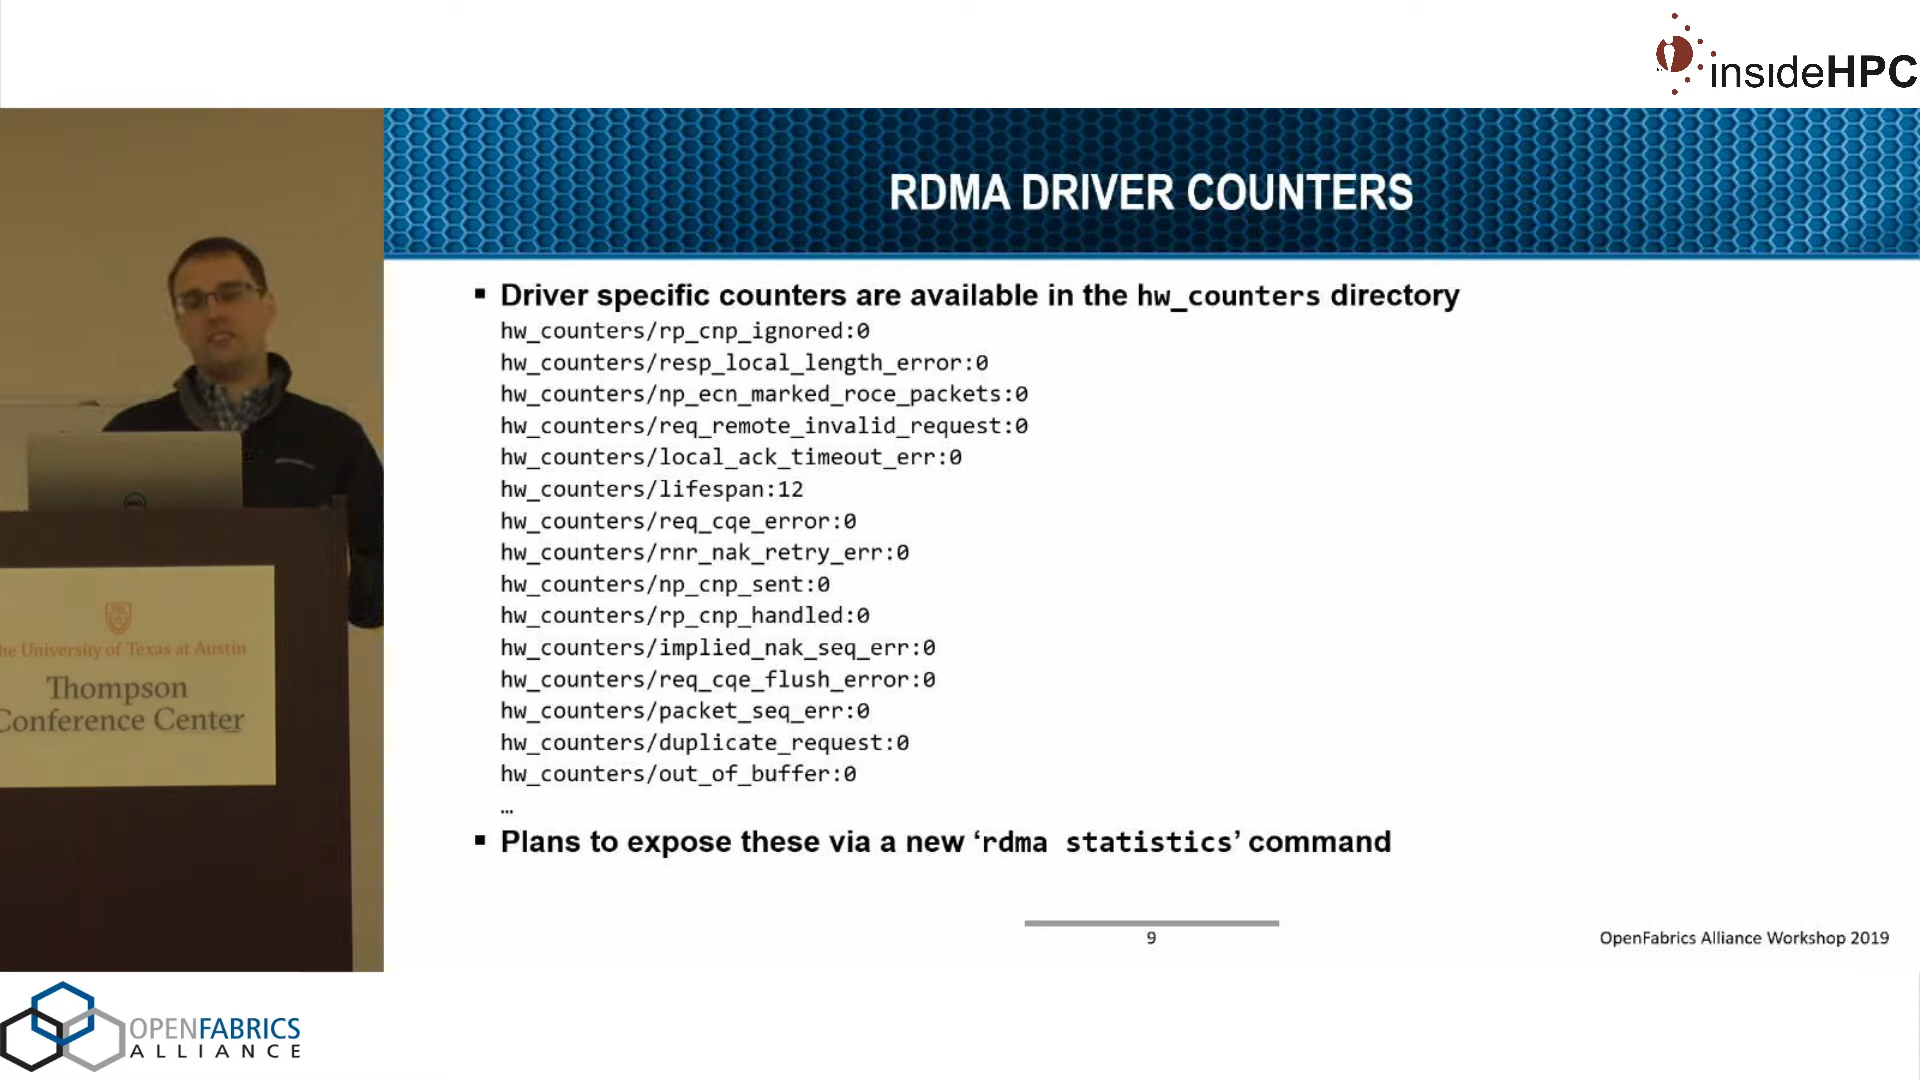 insideHPC
RDMA DRIVER COUNTERS
▪ Driver specific counters are available in the hw_counters directory
hw_counters/rp_cnp_ignored:0
hw_counters/resp_local_length_error:0
hw_counters/np_ecn_marked_roce_packets:0
hw_counters/req_remote_invalid_request:0
hw_counters/local_ack_timeout_err:0
hw_counters/lifespan:12
hw_counters/req_cqe_error:0
hw_counters/rnr_nak_retry_err:0
hw_counters/np_cnp_sent:0
hw_counters/rp_cnp_handled:0
hw_counters/implied_nak_seq_err:0
hw_counters/req_cqe_flush_error:0
hw_counters/packet_seq_err:0
hw_counters/duplicate_request:0
hw_counters/out_of_buffer:0
…
▪ Plans to expose these via a new ‘rdma statistics’ command
9
OpenFabrics Alliance Workshop 2019
DELL
he University of Texas at Austin
Thompson
Conference Center
OPENFABRICS
ALLIANCE